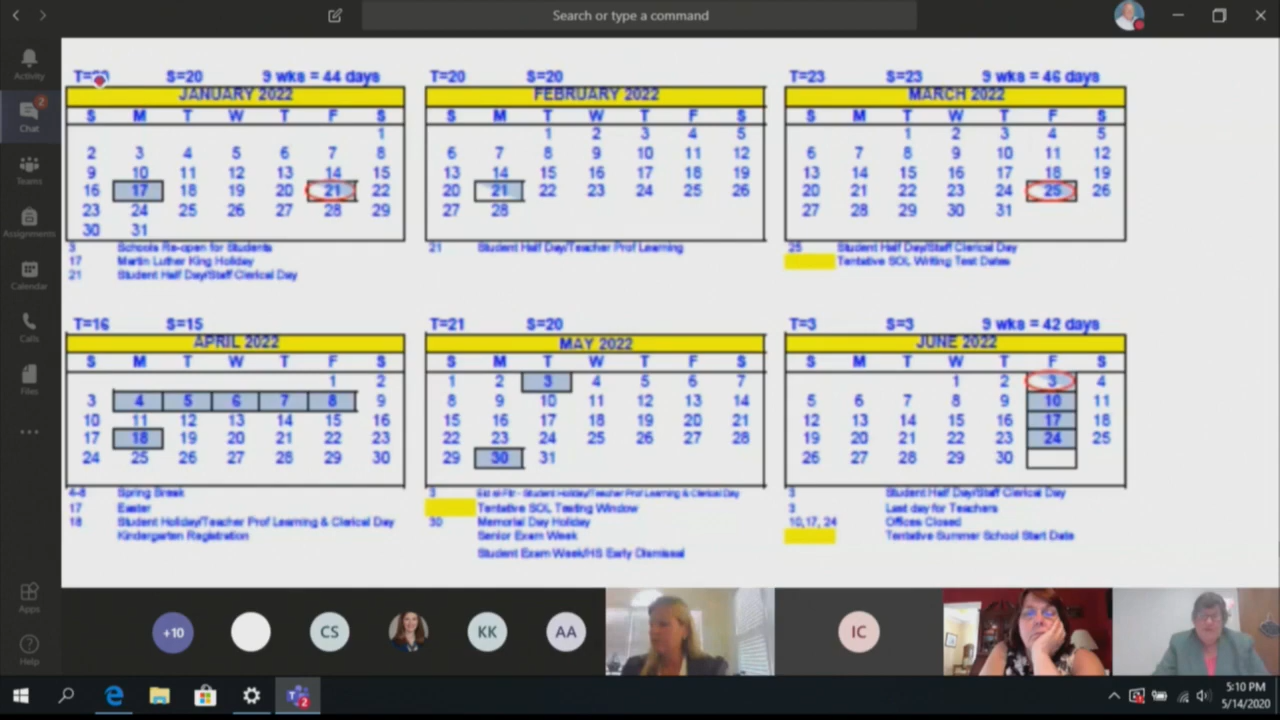 Search or type a command
Activity
2
Chat
Teams
Assignments
Calendar
Calls
Files
Apps
Help
S=20 9 wks = 44 days
JANUARY 2022
S M T W T F S
1
2 3 4 5 6 7 8
9 10 11 12 13 14 15
16 17 18 19 20 21 22
23 24 25 26 27 28 29
30 31
3 Schools Re-open for Students
17 Martin Luther King Holiday
21 Student Half Day/Staff Clerical Day
T=20 S=20
FEBRUARY 2022
S M T W T F S
1 2 3 4 5
6 7 8 9 10 11 12
13 14 15 16 17 18 19
20 21 22 23 24 25 26
27 28
21 Student Half Day/Teacher Prof Learning
T=23 S=23 9 wks = 46 days
MARCH 2022
S M T W T F S
1 2 3 4 5
6 7 8 9 10 11 12
13 14 15 16 17 18 19
20 21 22 23 24 25 26
27 28 29 30 31
25 Student Half Day/Staff Clerical Day
Tentative SOL Writing Test Dates
T=16 S=15
APRIL 2022
S M T W T F S
1 2
3 4 5 6 7 8 9
10 11 12 13 14 15 16
17 18 19 20 21 22 23
24 25 26 27 28 29 30
4-8 Spring Break
17 Easter
18 Student Holiday/Teacher Prof Learning & Clerical Day
Kindergarten Registration
T=21 S=20
MAY 2022
S M T W T F S
1 2 3 4 5 6 7
8 9 10 11 12 13 14
15 16 17 18 19 20 21
22 23 24 25 26 27 28
29 30 31
3 Eid al-Fitr - Student Holiday/Teacher Prof Learning & Clerical Day
Tentative SOL Testing Window
30 Memorial Day Holiday
Senior Exam Week
Student Exam Week/HS Early Dismissal
T=3 S=3 9 wks = 42 days
JUNE 2022
S M T W T F S
1 2 3 4
5 6 7 8 9 10 11
12 13 14 15 16 17 18
19 20 21 22 23 24 25
26 27 28 29 30
3 Student Half Day/Staff Clerical Day
3 Last day for Teachers
10,17, 24 Offices Closed
Tentative Summer School Start Date
+10
CS
KK
AA
IC
2
5:10 PM
5/14/2020